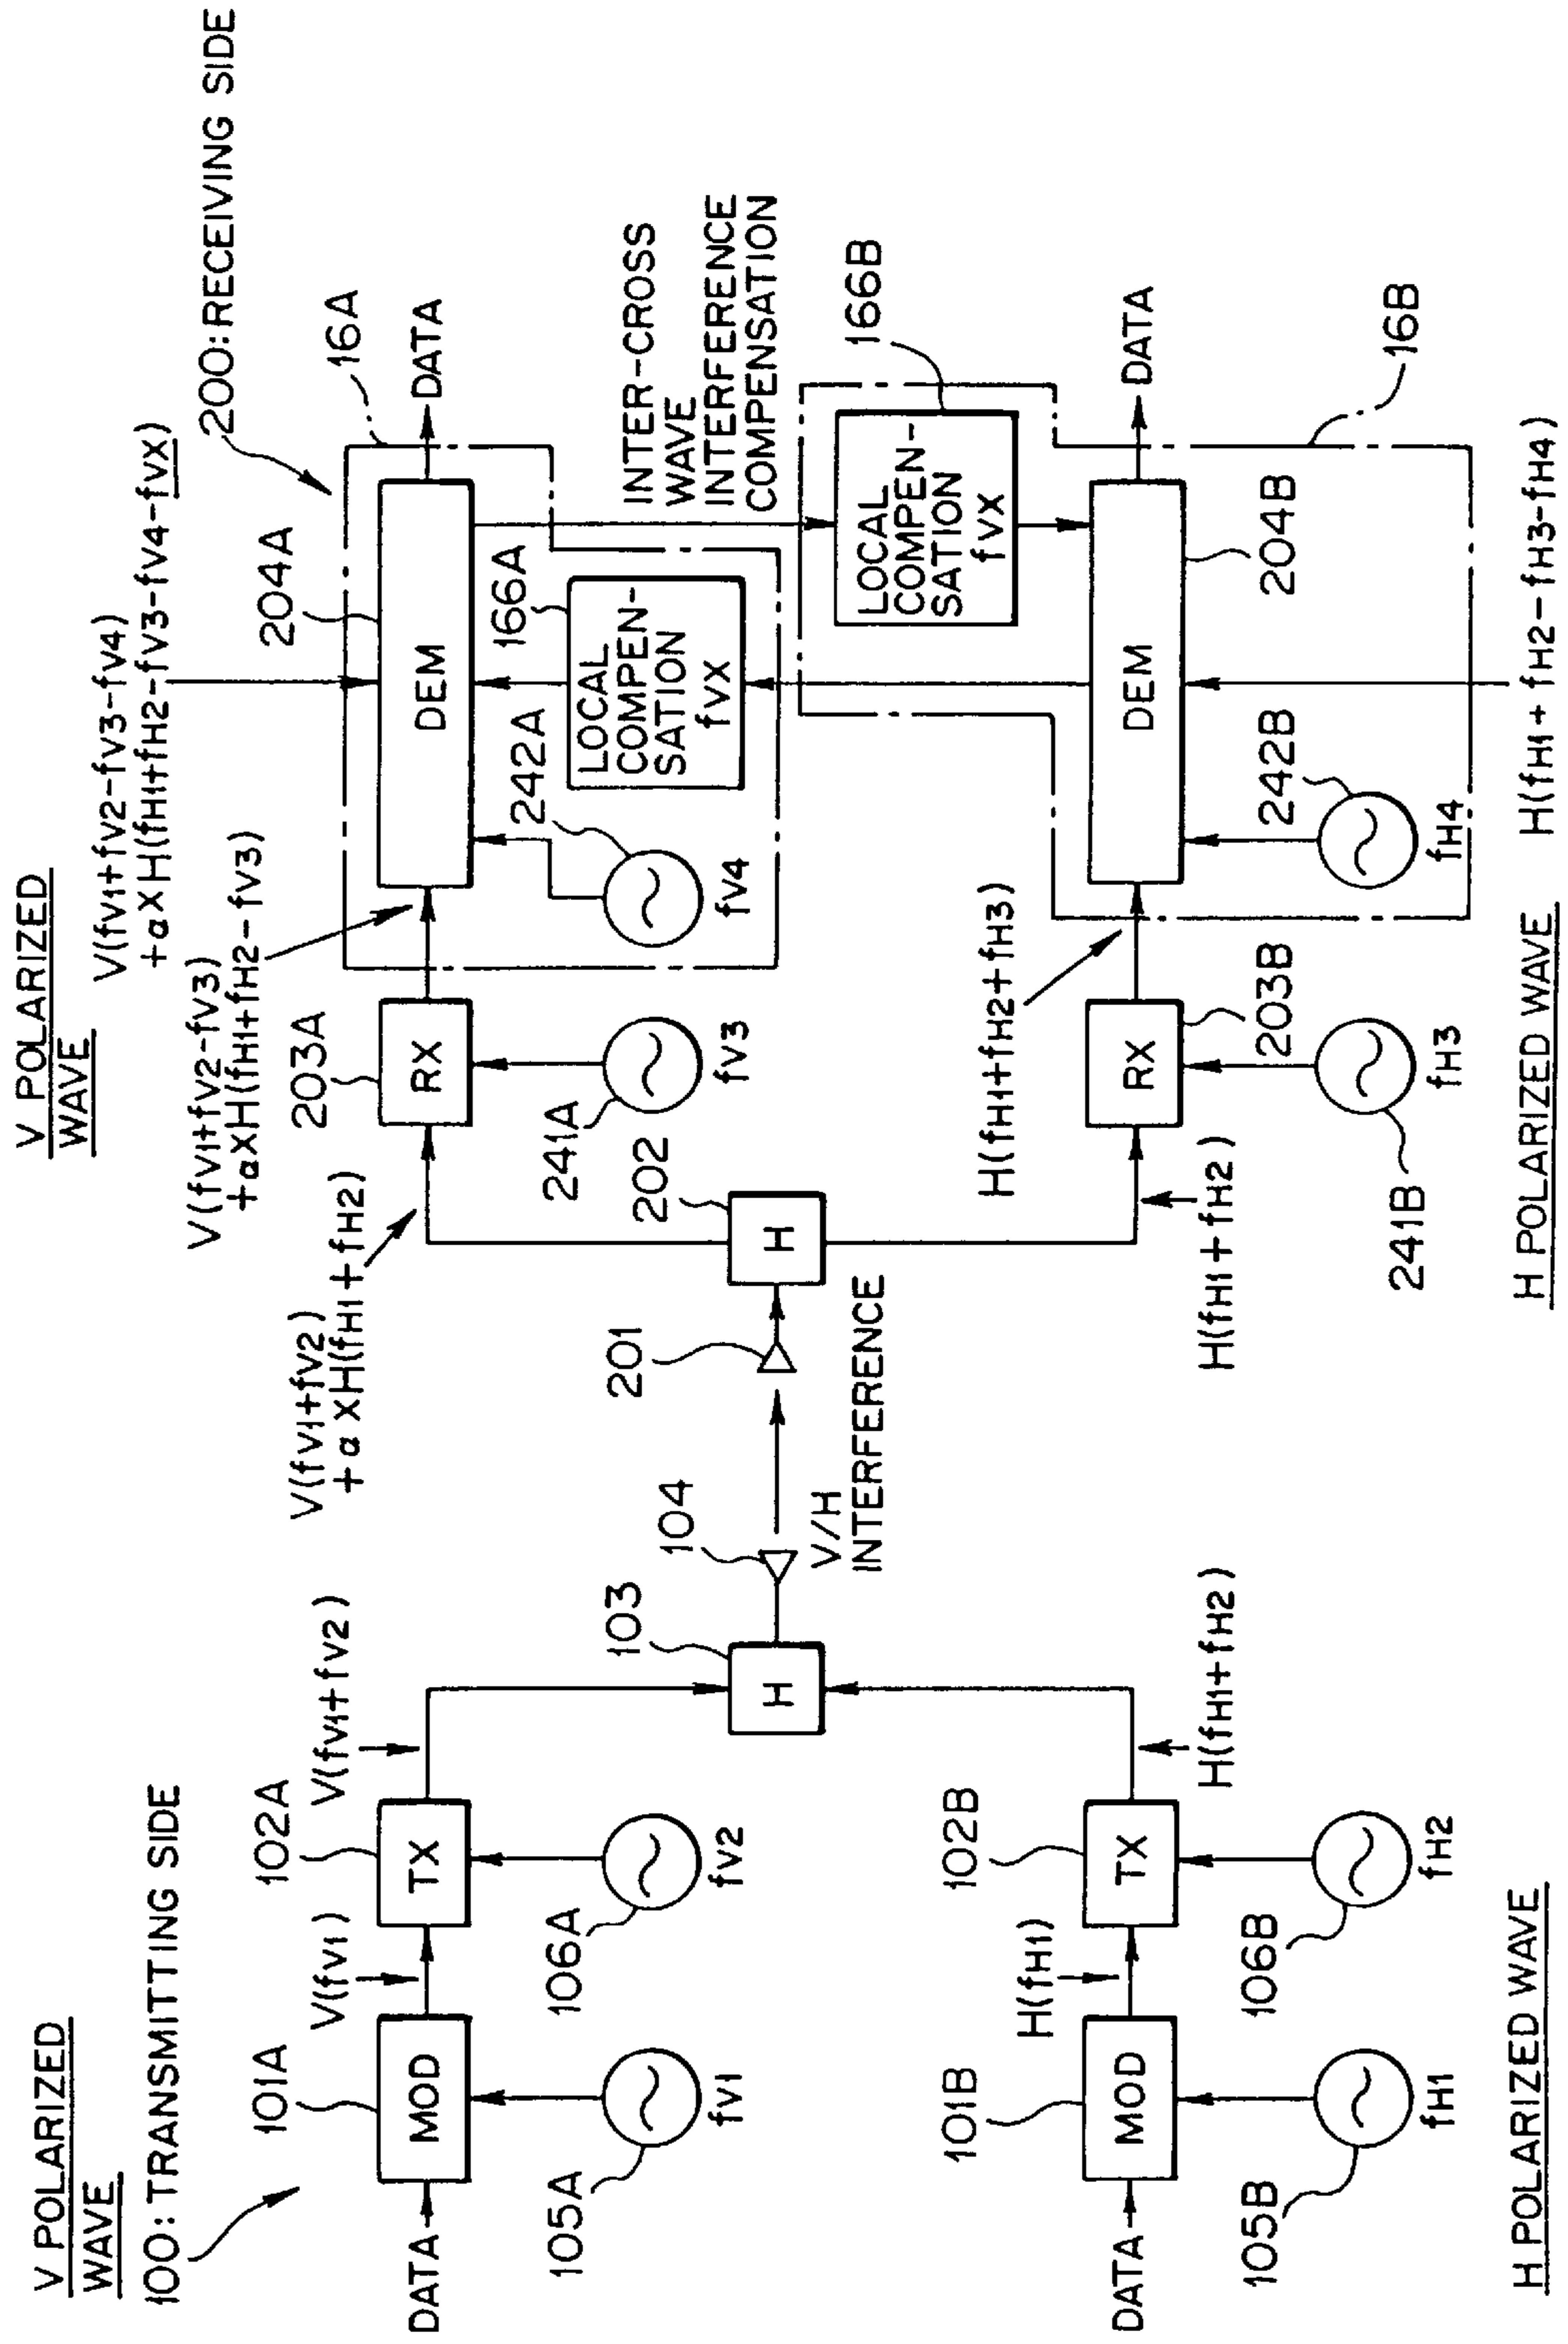 V POLARIZED
WAVE
100: TRANSMITTING SIDE
DATA
101A
MOD
105A
fV1
V(fV1)
102A
TX
106A
fV2
V(fV1+fV2)
DATA
101B
MOD
105B
fH1
H(fH1)
102B
TX
106B
fH2
H(fH1+fH2)
H POLARIZED WAVE
103
H
104
V/H
INTERFERENCE
201
202
H
V POLARIZED
WAVE
200: RECEIVING SIDE
V(fV1+fV2)
+αXH(fH1+fH2)
203A
RX
241A
fV3
V(fV1+fV2-fV3)
+αXH(fH1+fH2-fV3)
V(fV1+fV2-fV3-fV4)
+αXH(fH1+fH2-fV3-fV4-fVX)
204A
DEM
16A
DATA
242A
fV4
166A
LOCAL
COMPEN-
SATION
fVX
INTER-CROSS
WAVE
INTERFERENCE
COMPENSATION
166B
LOCAL
COMPEN-
SATION
fVX
H(fH1+fH2)
203B
RX
241B
fH3
H(fH1+fH2+fH3)
204B
DEM
16B
DATA
242B
fH4
H(fH1+fH2-fH3-fH4)
H POLARIZED WAVE